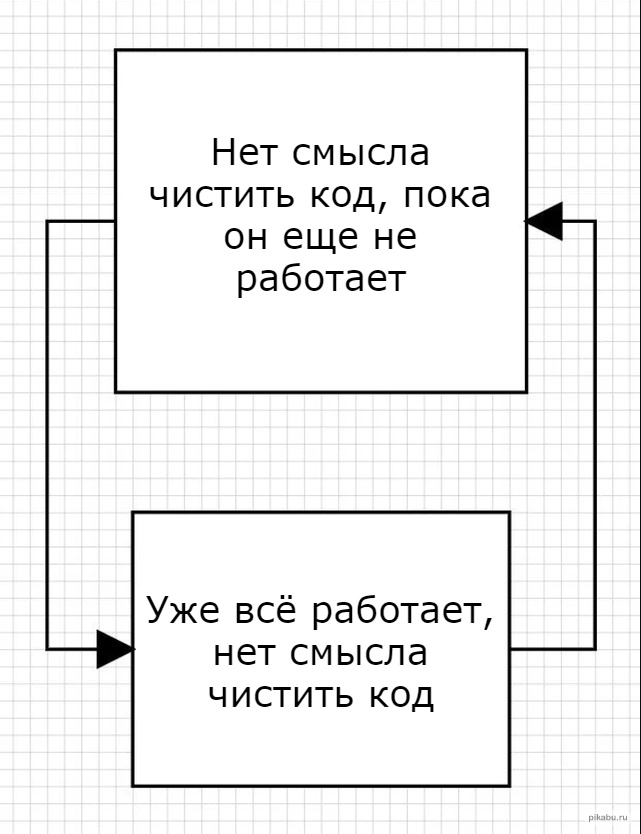 Нет смысла
чистить код, пока
он еще не
работает
Уже всё работает,
нет смысла
чистить код
pikabu.ru